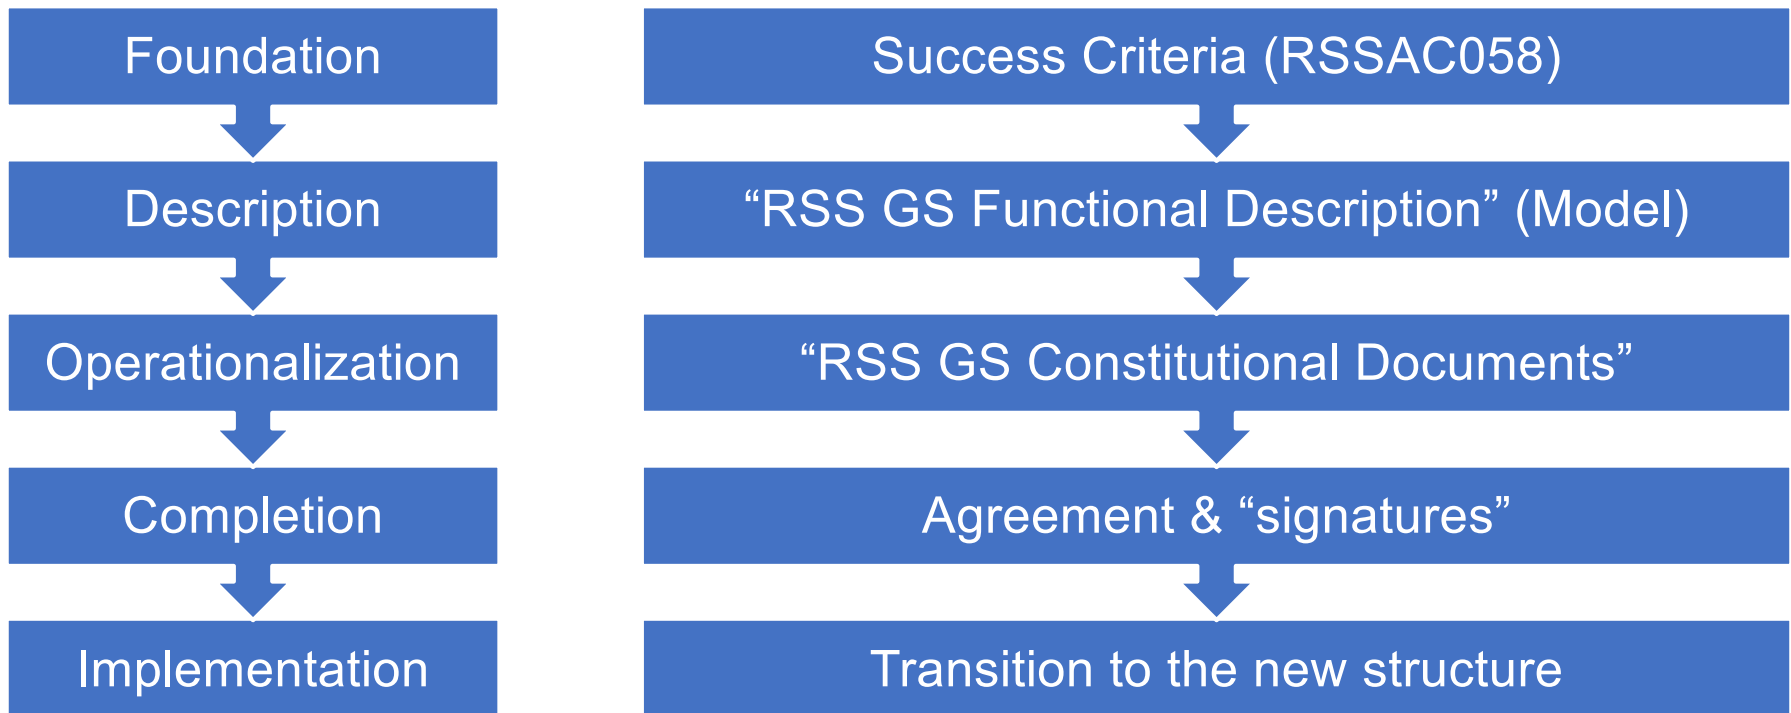 Foundation
Success Criteria (RSSAC058)
Description
“RSS GS Functional Description” (Model)
Operationalization
“RSS GS Constitutional Documents”
Completion
Agreement & “signatures”
Implementation
Transition to the new structure